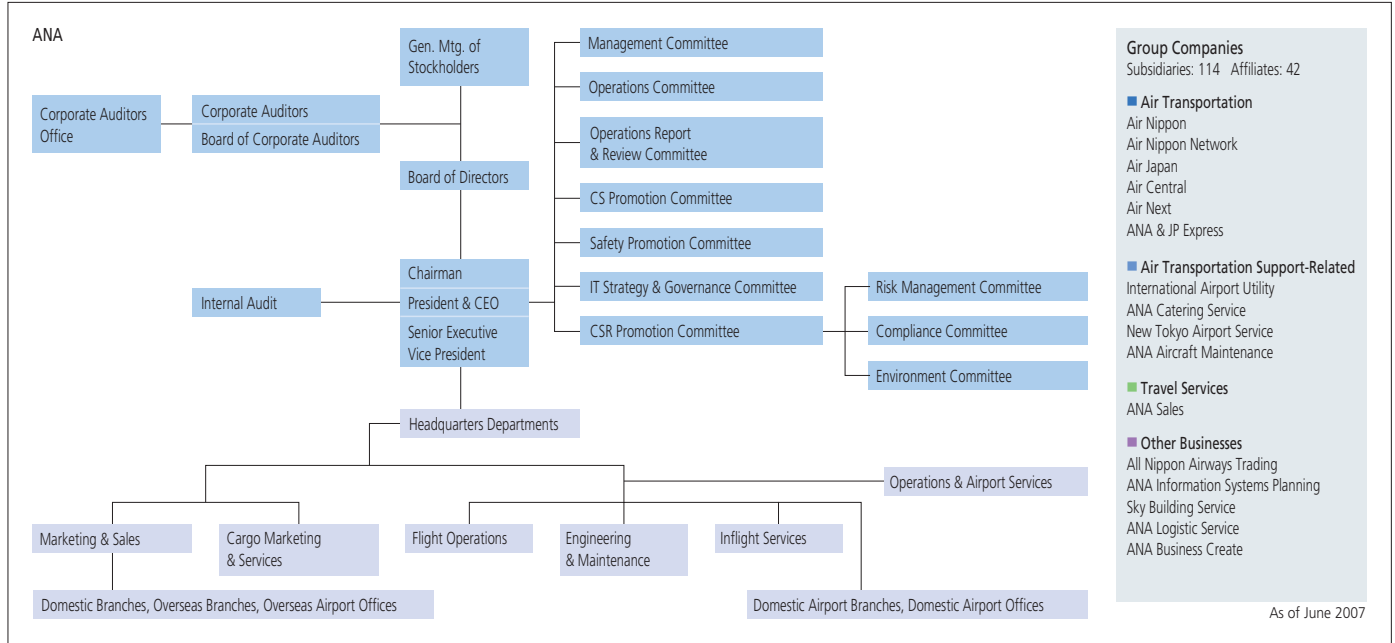 ANA
Gen. Mtg. of
Stockholders
Corporate Auditors
Office
Corporate Auditors
Board of Corporate Auditors
Board of Directors
Internal Audit
Chairman
President & CEO
Senior Executive
Vice President
Management Committee
Operations Committee
Operations Report
& Review Committee
CS Promotion Committee
Safety Promotion Committee
IT Strategy & Governance Committee
CSR Promotion Committee
Risk Management Committee
Compliance Committee
Environment Committee
Headquarters Departments
Operations & Airport Services
Marketing & Sales
Cargo Marketing
& Services
Flight Operations
Engineering
& Maintenance
Inflight Services
Domestic Branches, Overseas Branches, Overseas Airport Offices
Domestic Airport Branches, Domestic Airport Offices
Group Companies
Subsidiaries: 114 Affiliates: 42
Air Transportation
Air Nippon
Air Nippon Network
Air Japan
Air Central
Air Next
ANA & JP Express
Air Transportation Support-Related
International Airport Utility
ANA Catering Service
New Tokyo Airport Service
ANA Aircraft Maintenance
Travel Services
ANA Sales
Other Businesses
All Nippon Airways Trading
ANA Information Systems Planning
Sky Building Service
ANA Logistic Service
ANA Business Create
As of June 2007